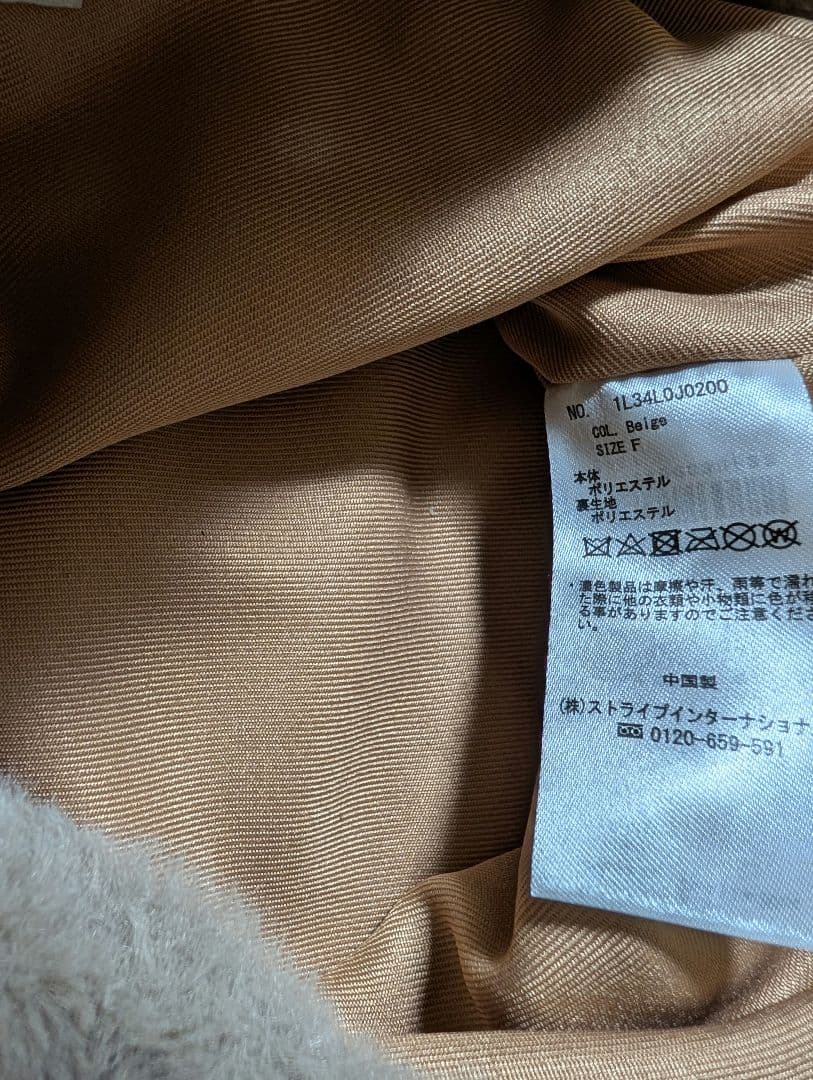 NO. 1L34L0J0200
COL. Beige
SIZE F
本体
ポリエステル
裏生地
ポリエステル
・濃色製品は摩擦や汗、雨等で濡れ
た際に他の衣類や小物類に色が移
る事がありますのでご注意くださ
い。
中国製
(株)ストライプインターナショナ
0120-659-591